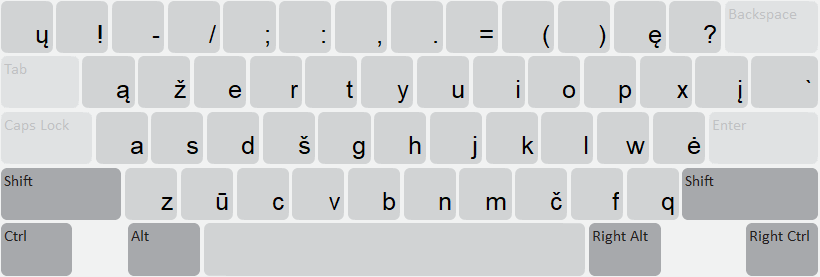 ų ! - / ; : , . = ( ) ę ? Backspace
Tab ą ž e r t y u i o p x į `
Caps Lock a s d š g h j k l w ė Enter
Shift z ū c v b n m č f q Shift
Ctrl Alt Right Alt Right Ctrl